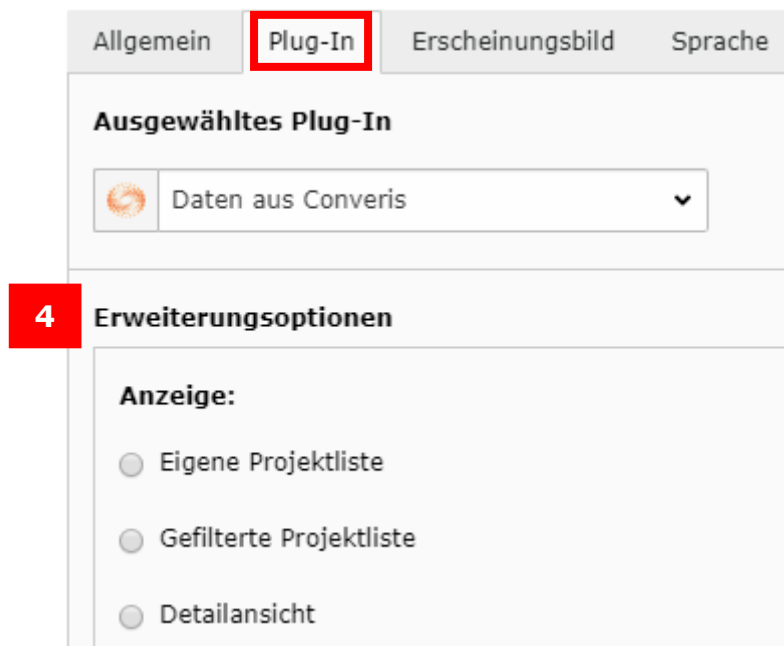 Allgemein Plug-In Erscheinungsbild Sprache
Ausgewähltes Plug-In
Daten aus Converis
4 Erweiterungsoptionen
Anzeige:
Eigene Projektliste
Gefilterte Projektliste
Detailansicht